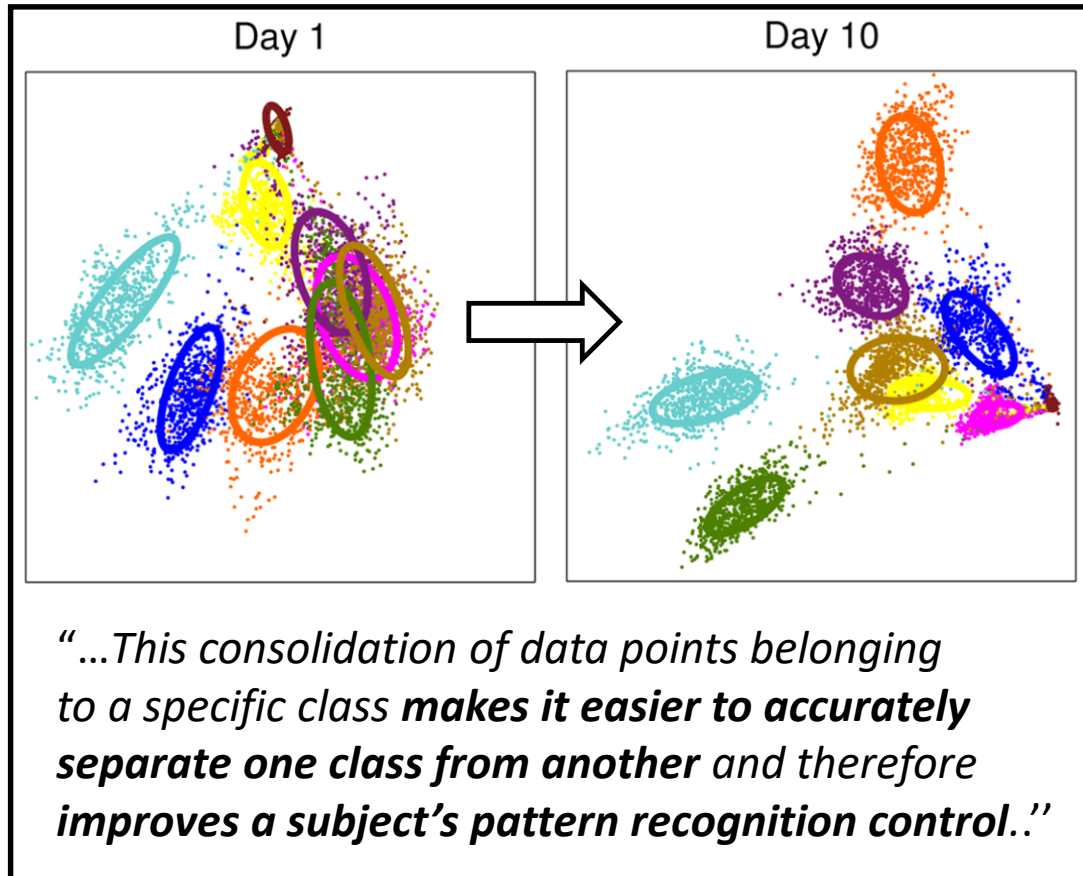 Day 1
Day 10
“…This consolidation of data points belonging
to a specific class makes it easier to accurately
separate one class from another and therefore
improves a subject’s pattern recognition control..’’